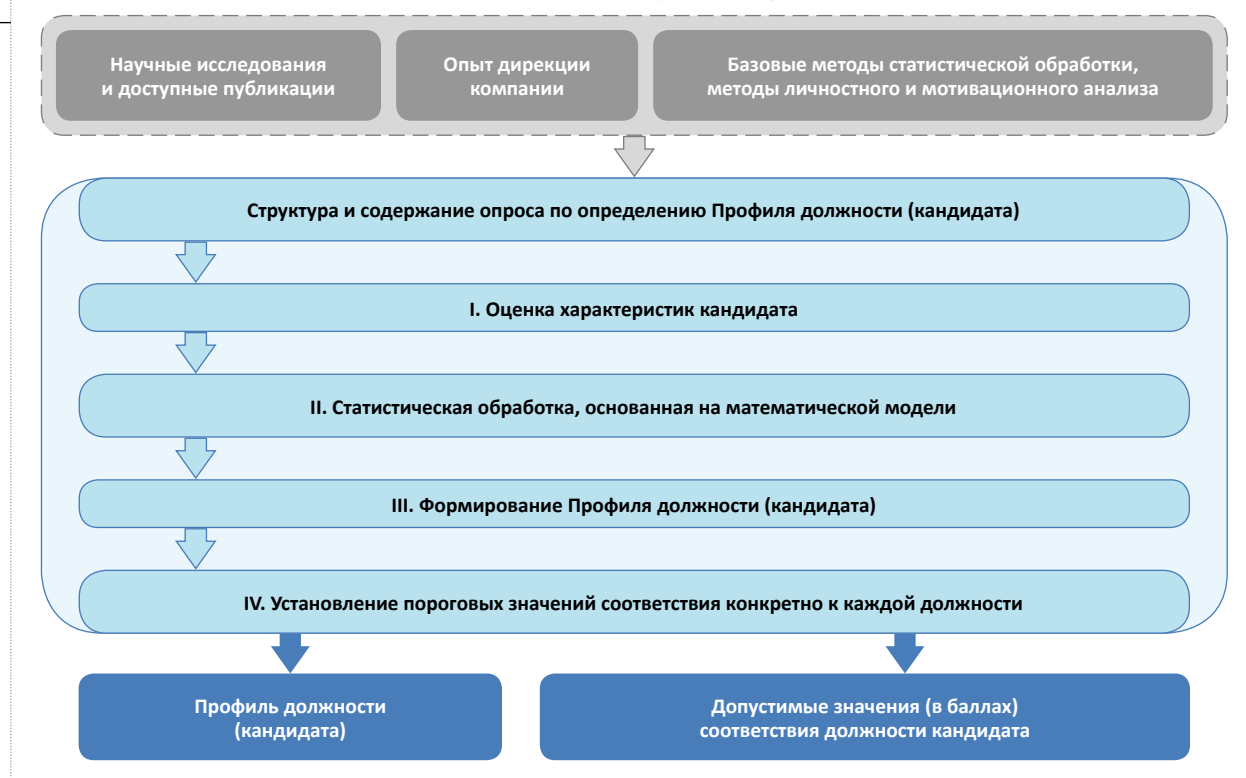 Научные исследования
и доступные публикации
Опыт дирекции
компании
Базовые методы статистической обработки,
методы личностного и мотивационного анализа
Структура и содержание опроса по определению Профиля должности (кандидата)
I. Оценка характеристик кандидата
II. Статистическая обработка, основанная на математической модели
III. Формирование Профиля должности (кандидата)
IV. Установление пороговых значений соответствия конкретно к каждой должности
Профиль должности
(кандидата)
Допустимые значения (в баллах)
соответствия должности кандидата